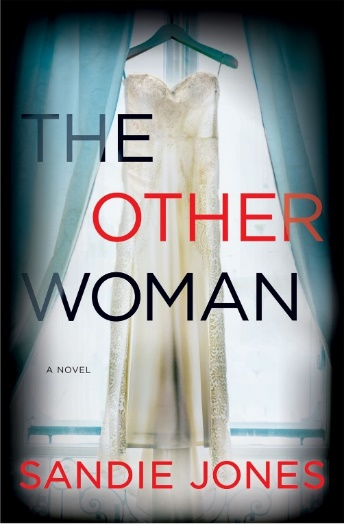 THE
OTHER
WOMAN
A NOVEL
SANDIE JONES